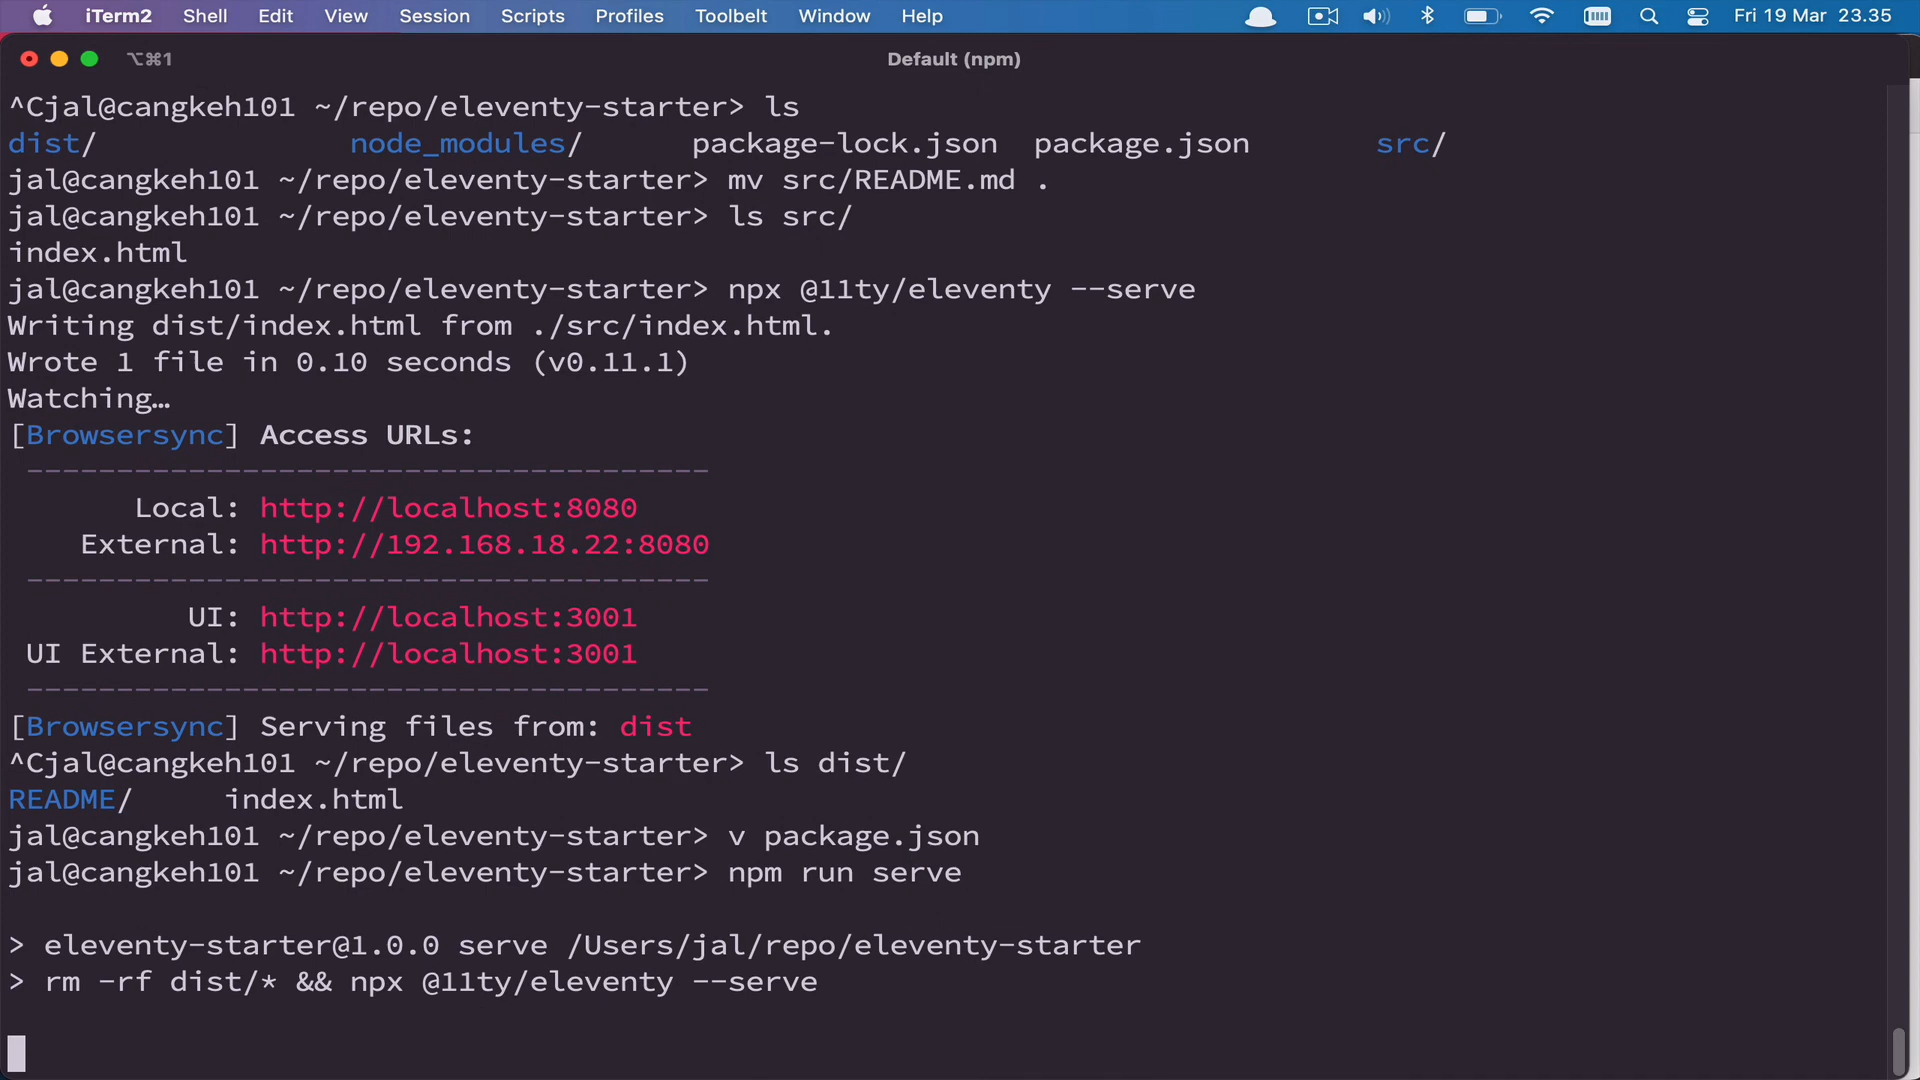 iTerm2 Shell Edit View Session Scripts Profiles Toolbelt Window Help Fri 19 Mar 23.35
⌥⌘1 Default (npm)
^Cjal@cangkeh101 ~/repo/eleventy-starter> ls
dist/ node_modules/ package-lock.json package.json src/
jal@cangkeh101 ~/repo/eleventy-starter> mv src/README.md .
jal@cangkeh101 ~/repo/eleventy-starter> ls src/
index.html
jal@cangkeh101 ~/repo/eleventy-starter> npx @11ty/eleventy --serve
Writing dist/index.html from ./src/index.html.
Wrote 1 file in 0.10 seconds (v0.11.1)
Watching…
[Browsersync] Access URLs:
--------------------------------------
Local: http://localhost:8080
External: http://192.168.18.22:8080
--------------------------------------
UI: http://localhost:3001
UI External: http://localhost:3001
--------------------------------------
[Browsersync] Serving files from: dist
^Cjal@cangkeh101 ~/repo/eleventy-starter> ls dist/
README/ index.html
jal@cangkeh101 ~/repo/eleventy-starter> v package.json
jal@cangkeh101 ~/repo/eleventy-starter> npm run serve
> eleventy-starter@1.0.0 serve /Users/jal/repo/eleventy-starter
> rm -rf dist/* && npx @11ty/eleventy --serve